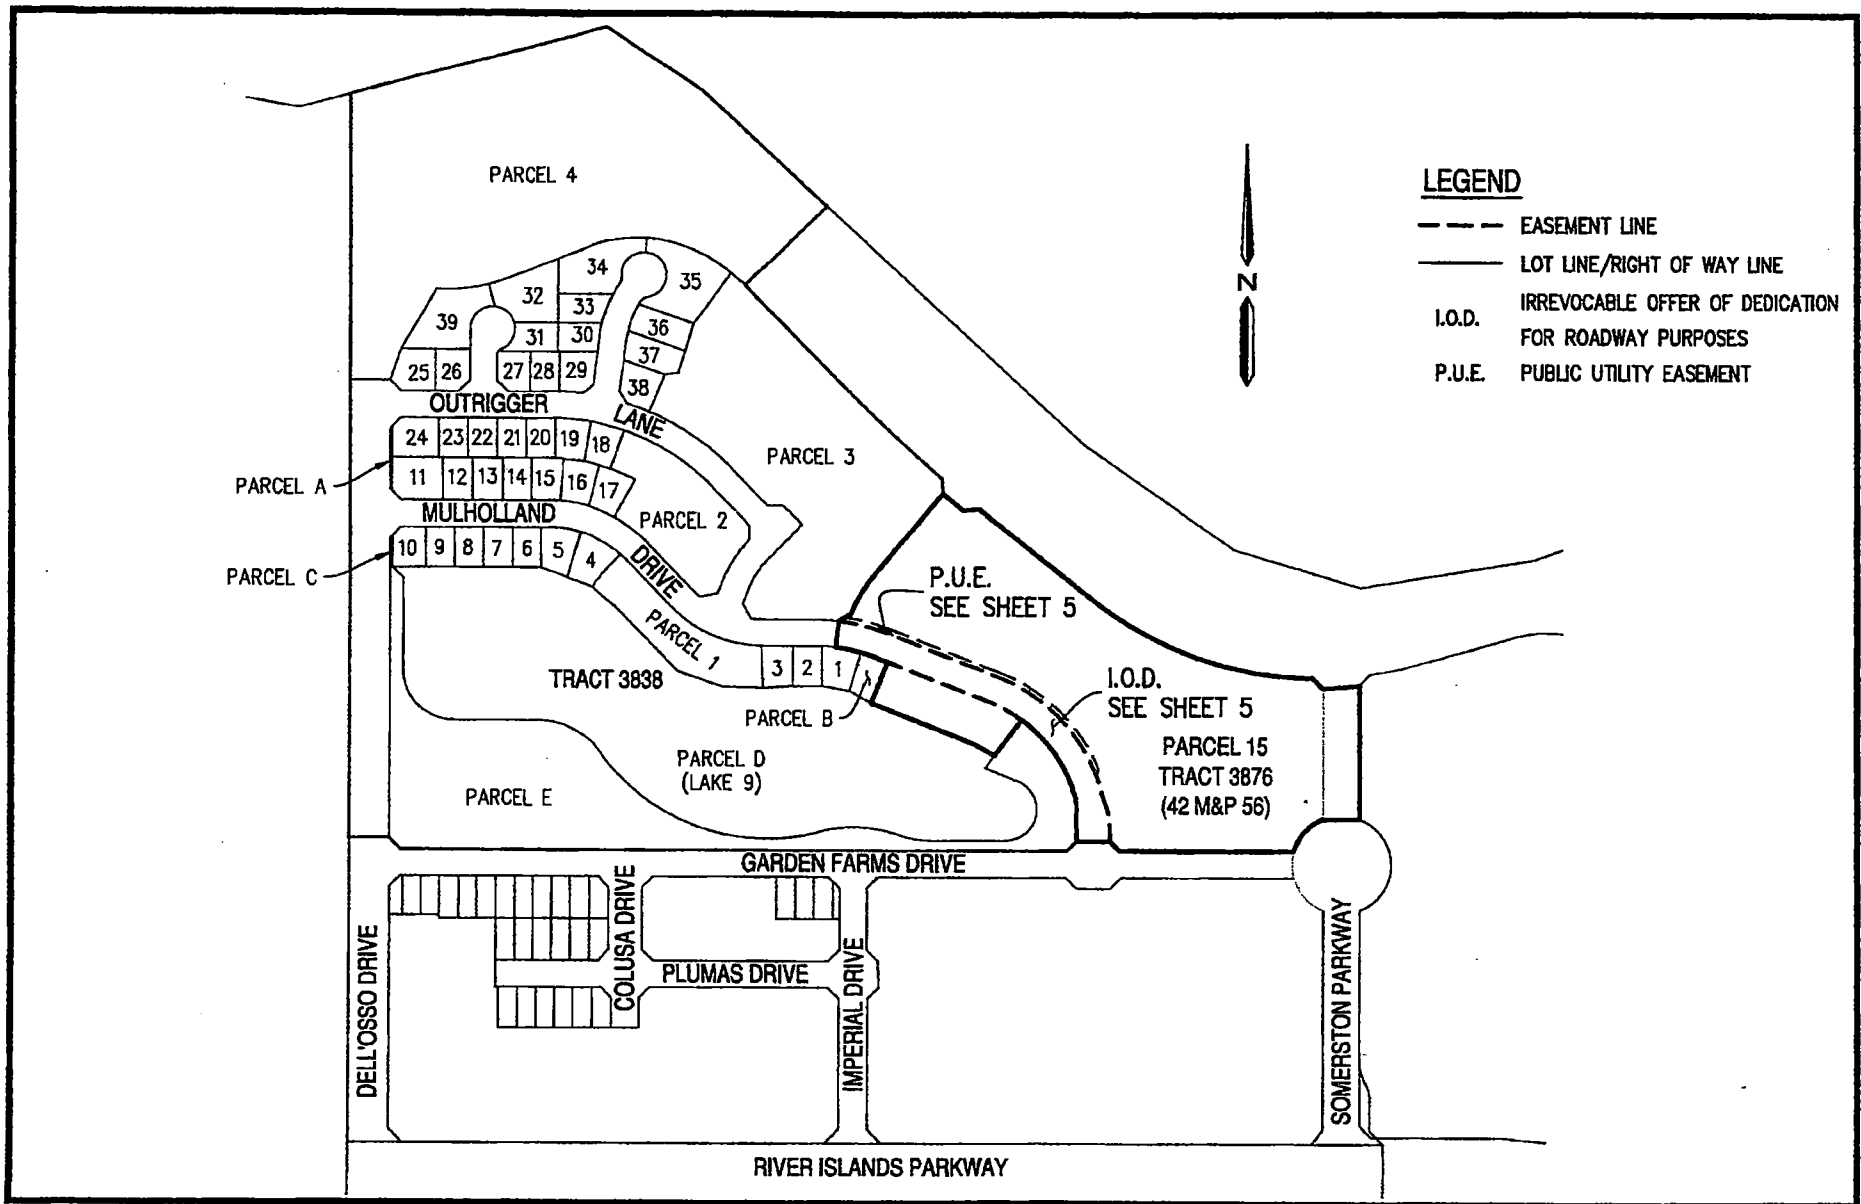 PARCEL 4
LEGEND
EASEMENT LINE
LOT LINE/RIGHT OF WAY LINE
I.O.D. IRREVOCABLE OFFER OF DEDICATION
FOR ROADWAY PURPOSES
P.U.E. PUBLIC UTILITY EASEMENT
N
34
35
32
33
39
31
30
36
37
25
26
27
28
29
38
OUTRIGGER
LANE
24
23
22
21
20
19
18
PARCEL 3
PARCEL A
11
12
13
14
15
16
17
MULHOLLAND
PARCEL 2
DRIVE
10
9
8
7
6
5
4
PARCEL C
P.U.E.
SEE SHEET 5
PARCEL 1
3
2
1
TRACT 3838
PARCEL B
I.O.D.
SEE SHEET 5
PARCEL 15
TRACT 3876
(42 M&P 56)
PARCEL D
(LAKE 9)
PARCEL E
GARDEN FARMS DRIVE
DELL'OSSO DRIVE
COLUSA DRIVE
PLUMAS DRIVE
IMPERIAL DRIVE
SOMERSTON PARKWAY
RIVER ISLANDS PARKWAY